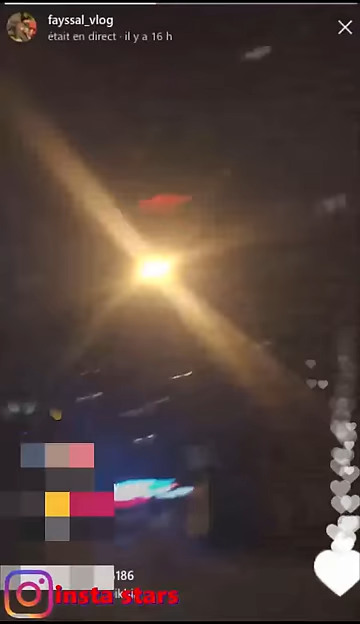 fayssal_vlog
était en direct · il y a 16 h
186
insta stars